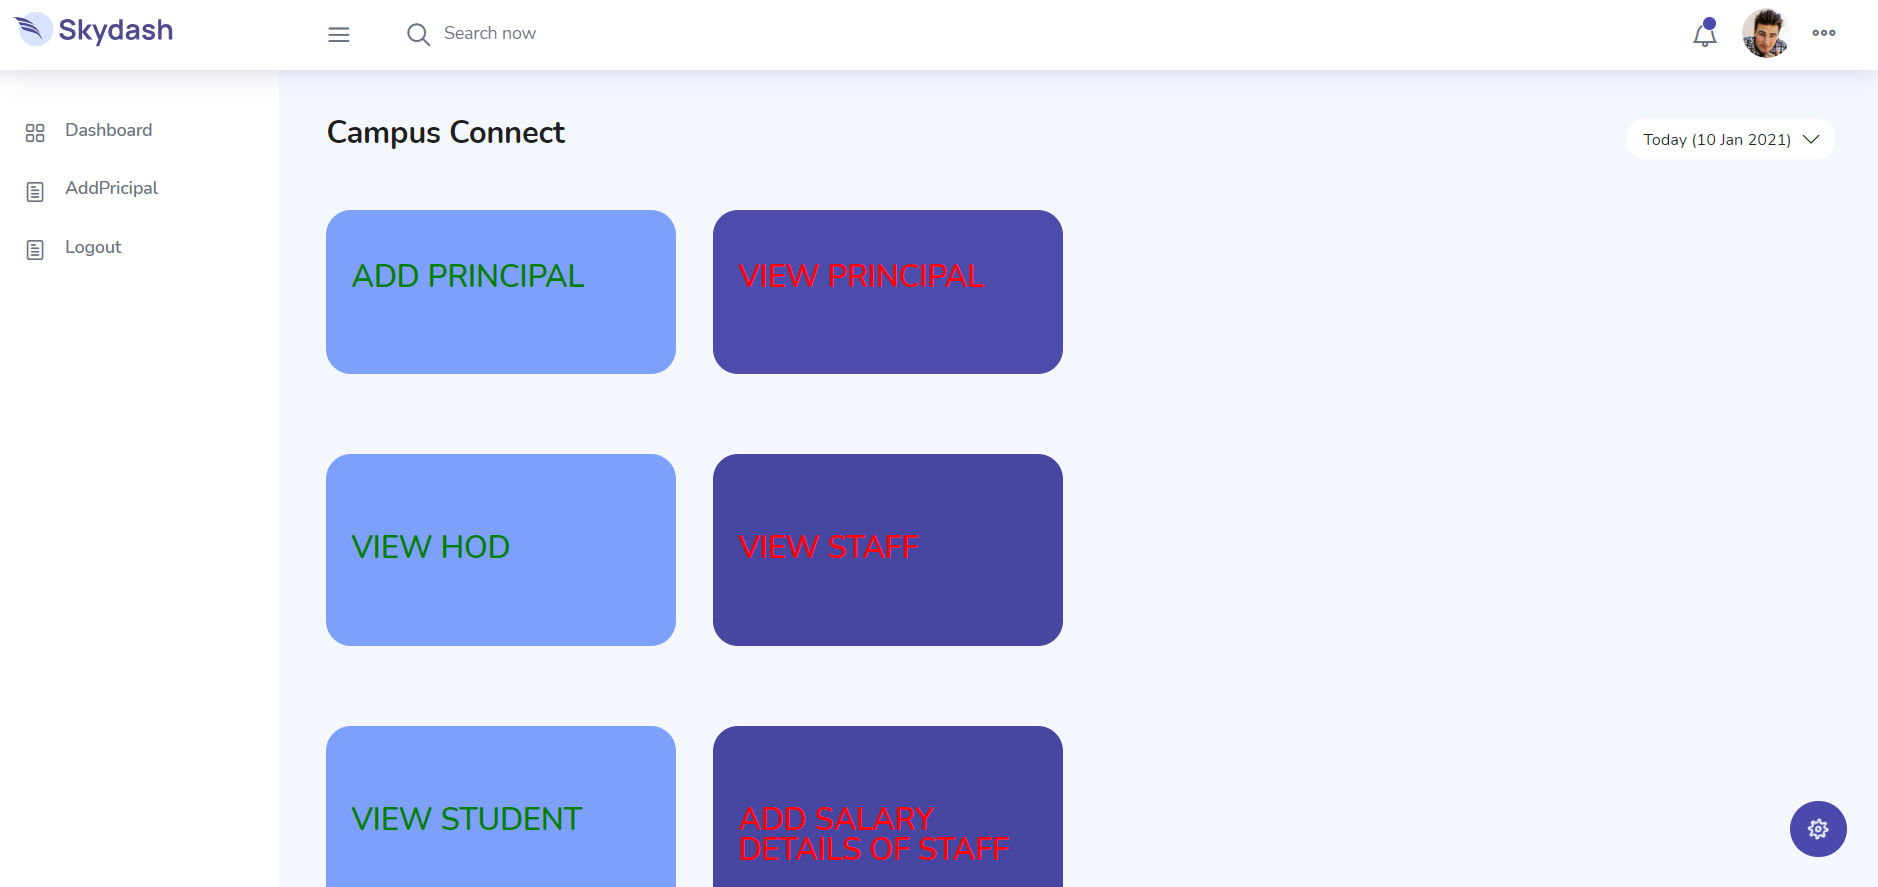 Skydash
Search now
Dashboard
AddPricipal
Logout
Campus Connect
Today (10 Jan 2021)
ADD PRINCIPAL
VIEW PRINCIPAL
VIEW HOD
VIEW STAFF
VIEW STUDENT
ADD SALARY
DETAILS OF STAFF